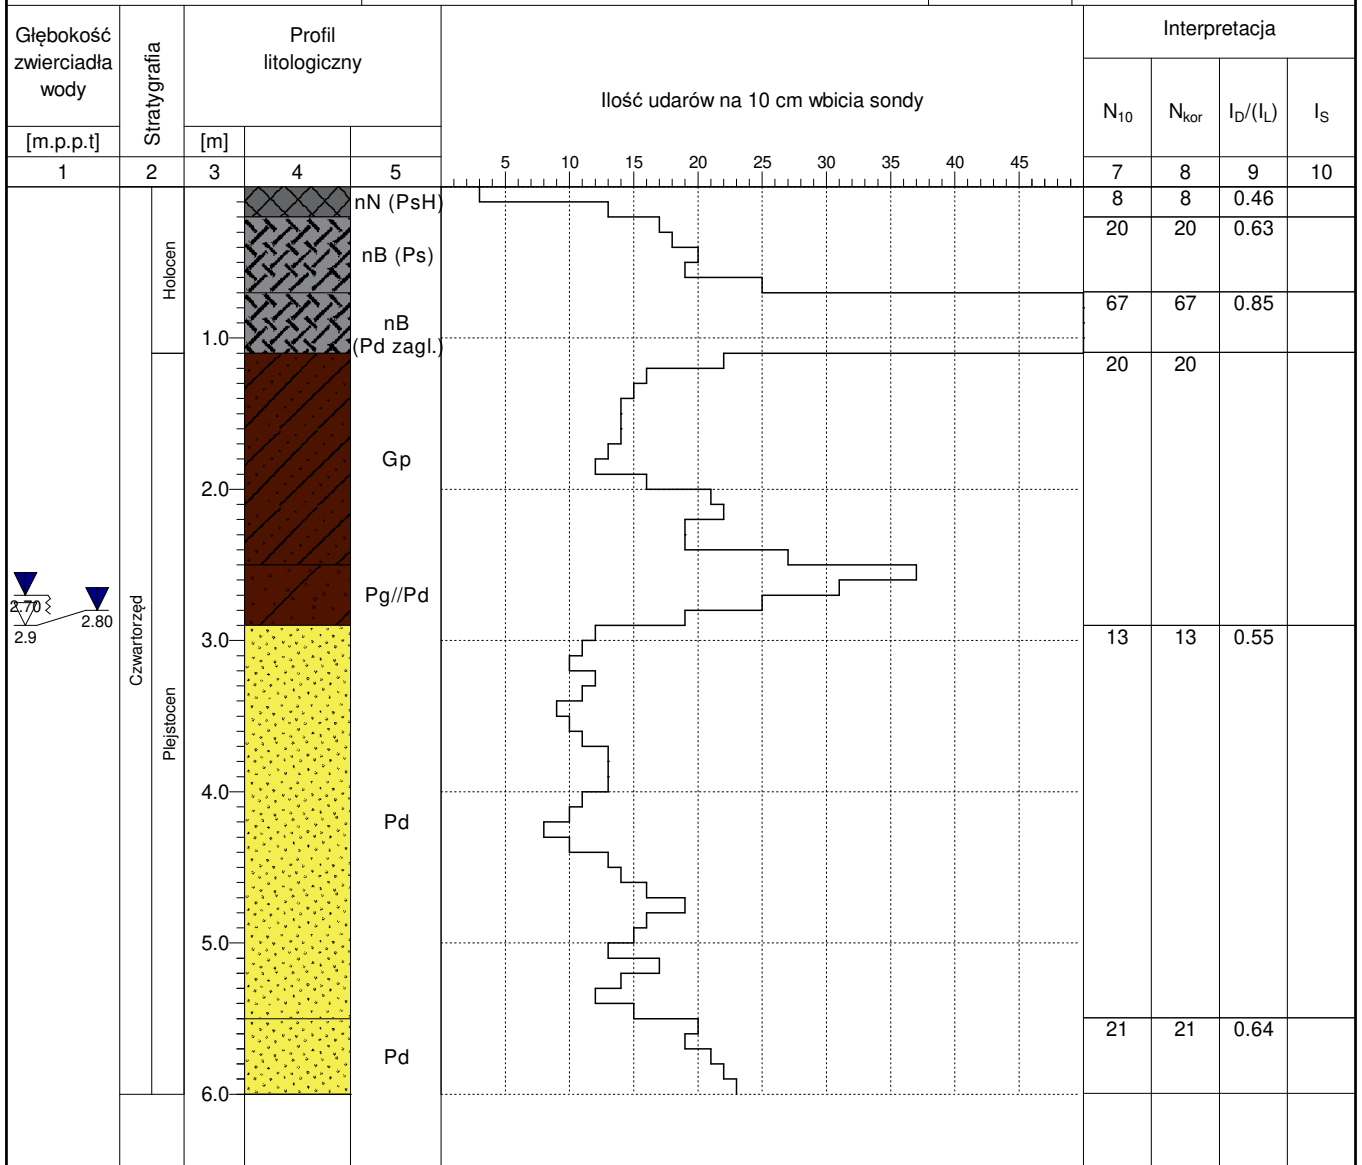 Głębokość
zwierciadła
wody
[m.p.p.t]
Stratygrafia
Profil
litologiczny
[m]
Ilość udarów na 10 cm wbicia sondy
Interpretacja
N10
Nkor
ID/(IL)
IS
1 2 3 4 5 7 8 9 10
5 10 15 20 25 30 35 40 45
nN (PsH) 8 8 0.46
nB (Ps) 20 20 0.63
Holocen
nB 67 67 0.85
1.0
(Pd zagl.)
20 20
Gp
2.0
Pg//Pd
2.70
2.80
2.9
3.0 13 13 0.55
Czwartorzęd
Plejstocen
4.0
Pd
5.0
21 21 0.64
Pd
6.0